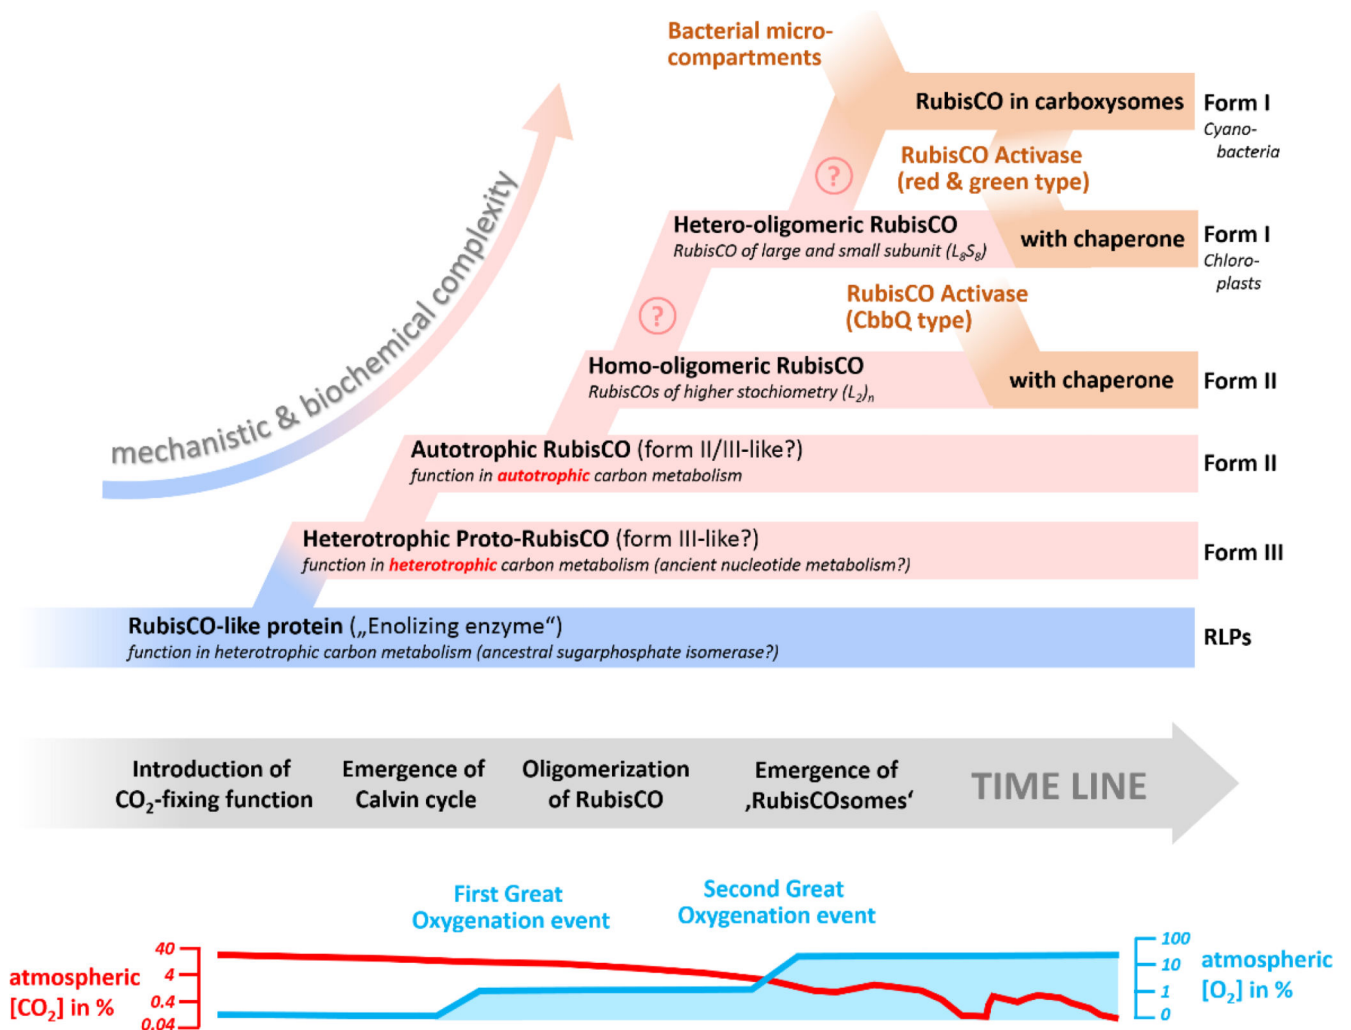 Bacterial micro-
compartments
RubisCO in carboxysomes
Form I
Cyano-
bacteria
RubisCO Activase
(red & green type)
?
mechanistic & biochemical complexity
Hetero-oligomeric RubisCO
RubisCO of large and small subunit (L₈S₈)
with chaperone
Form I
Chloro-
plasts
RubisCO Activase
(CbbQ type)
?
Homo-oligomeric RubisCO
RubisCOs of higher stochiometry (L₂)ₙ
with chaperone
Form II
Autotrophic RubisCO (form II/III-like?)
function in autotrophic carbon metabolism
Form II
Heterotrophic Proto-RubisCO (form III-like?)
function in heterotrophic carbon metabolism (ancient nucleotide metabolism?)
Form III
RubisCO-like protein („Enolizing enzyme“)
function in heterotrophic carbon metabolism (ancestral sugarphosphate isomerase?)
RLPs
Introduction of
CO₂-fixing function
Emergence of
Calvin cycle
Oligomerization
of RubisCO
Emergence of
‚RubisCOsomes‘
TIME LINE
First Great
Oxygenation event
Second Great
Oxygenation event
atmospheric
[CO₂] in %
40
4
0.4
0.04
100
10
1
0
atmospheric
[O₂] in %